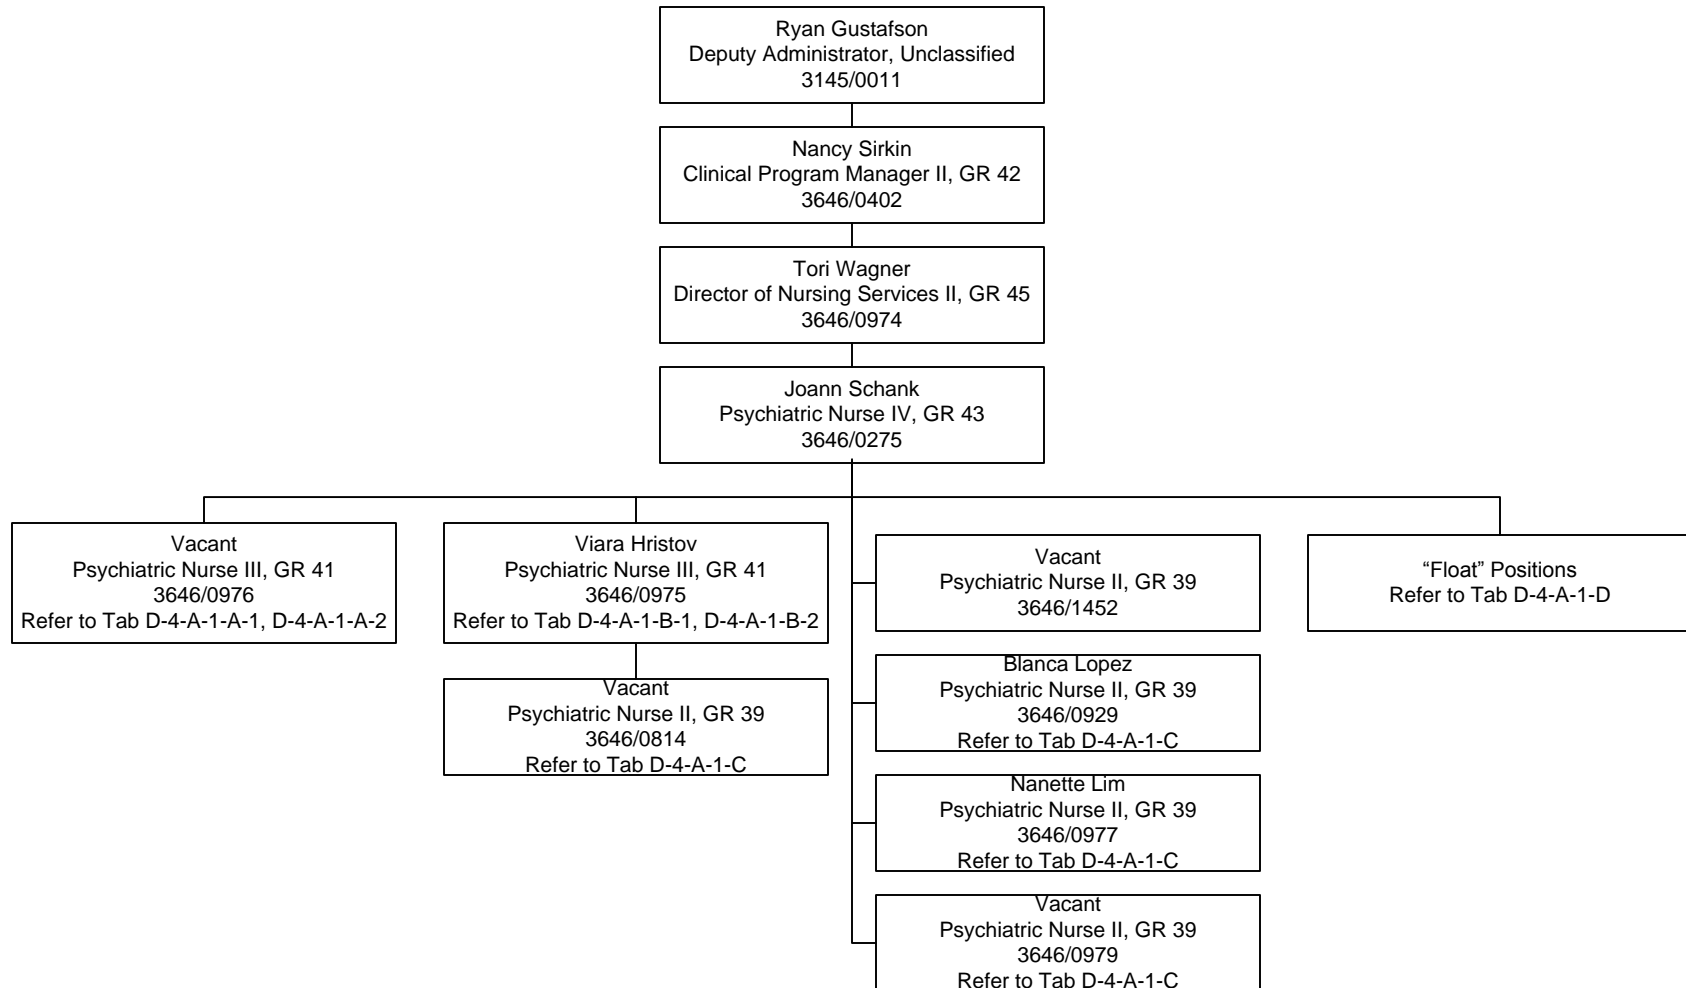 Ryan Gustafson
Deputy Administrator, Unclassified
3145/0011
Nancy Sirkin
Clinical Program Manager II, GR 42
3646/0402
Tori Wagner
Director of Nursing Services II, GR 45
3646/0974
Joann Schank
Psychiatric Nurse IV, GR 43
3646/0275
Vacant
Psychiatric Nurse III, GR 41
3646/0976
Refer to Tab D-4-A-1-A-1, D-4-A-1-A-2
Viara Hristov
Psychiatric Nurse III, GR 41
3646/0975
Refer to Tab D-4-A-1-B-1, D-4-A-1-B-2
Vacant
Psychiatric Nurse II, GR 39
3646/0814
Refer to Tab D-4-A-1-C
Vacant
Psychiatric Nurse II, GR 39
3646/1452
Blanca Lopez
Psychiatric Nurse II, GR 39
3646/0929
Refer to Tab D-4-A-1-C
Nanette Lim
Psychiatric Nurse II, GR 39
3646/0977
Refer to Tab D-4-A-1-C
Vacant
Psychiatric Nurse II, GR 39
3646/0979
Refer to Tab D-4-A-1-C
“Float” Positions
Refer to Tab D-4-A-1-D